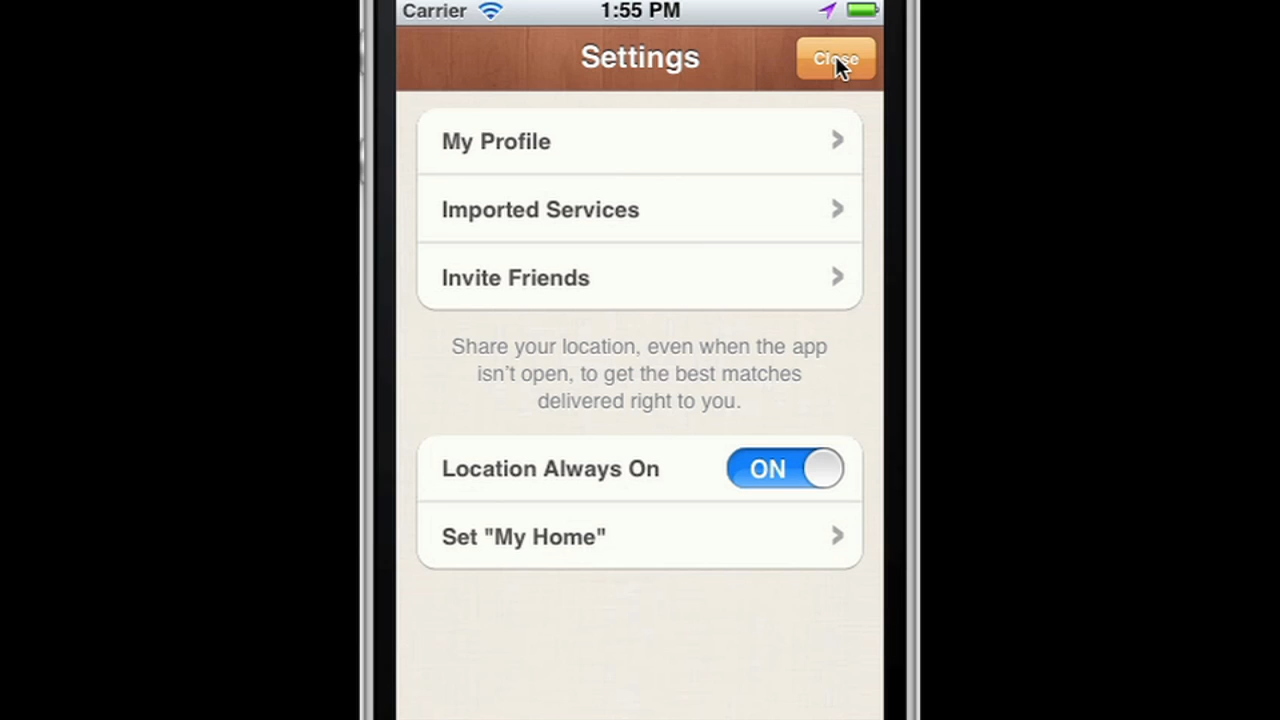 Carrier 1:55 PM
Settings Close
My Profile
Imported Services
Invite Friends
Share your location, even when the app
isn't open, to get the best matches
delivered right to you.
Location Always On ON
Set "My Home"